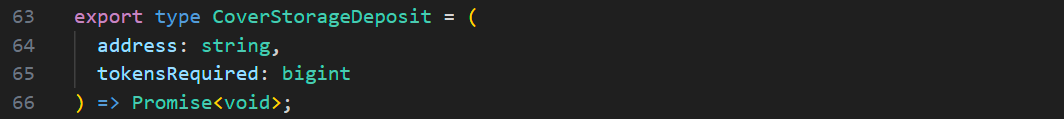 63 export type CoverStorageDeposit = (
64   address: string,
65   tokensRequired: bigint
66 ) => Promise<void>;